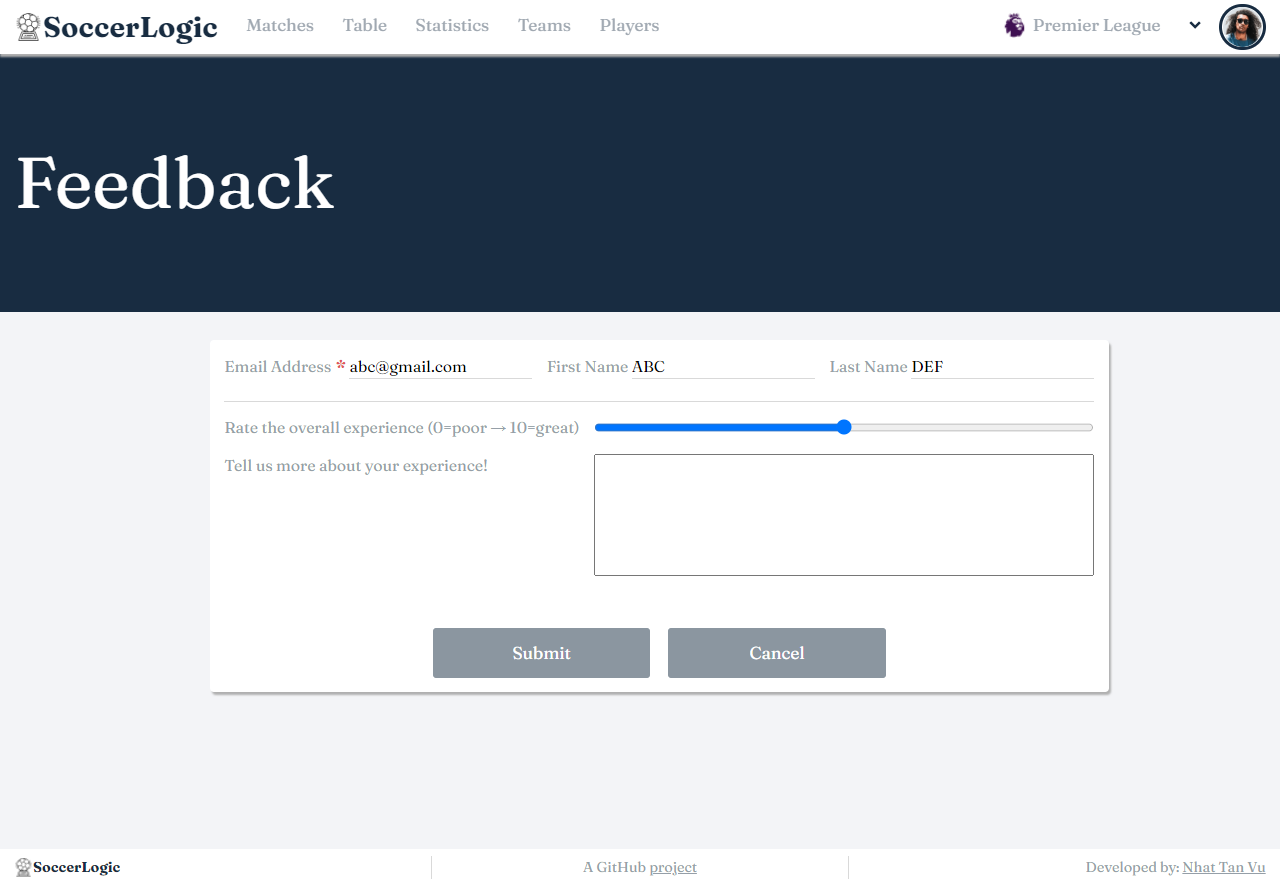 SoccerLogic Matches Table Statistics Teams Players Premier League
Feedback
Email Address * abc@gmail.com First Name ABC Last Name DEF
Rate the overall experience (0=poor → 10=great)
Tell us more about your experience!
Submit Cancel
SoccerLogic A GitHub project Developed by: Nhat Tan Vu